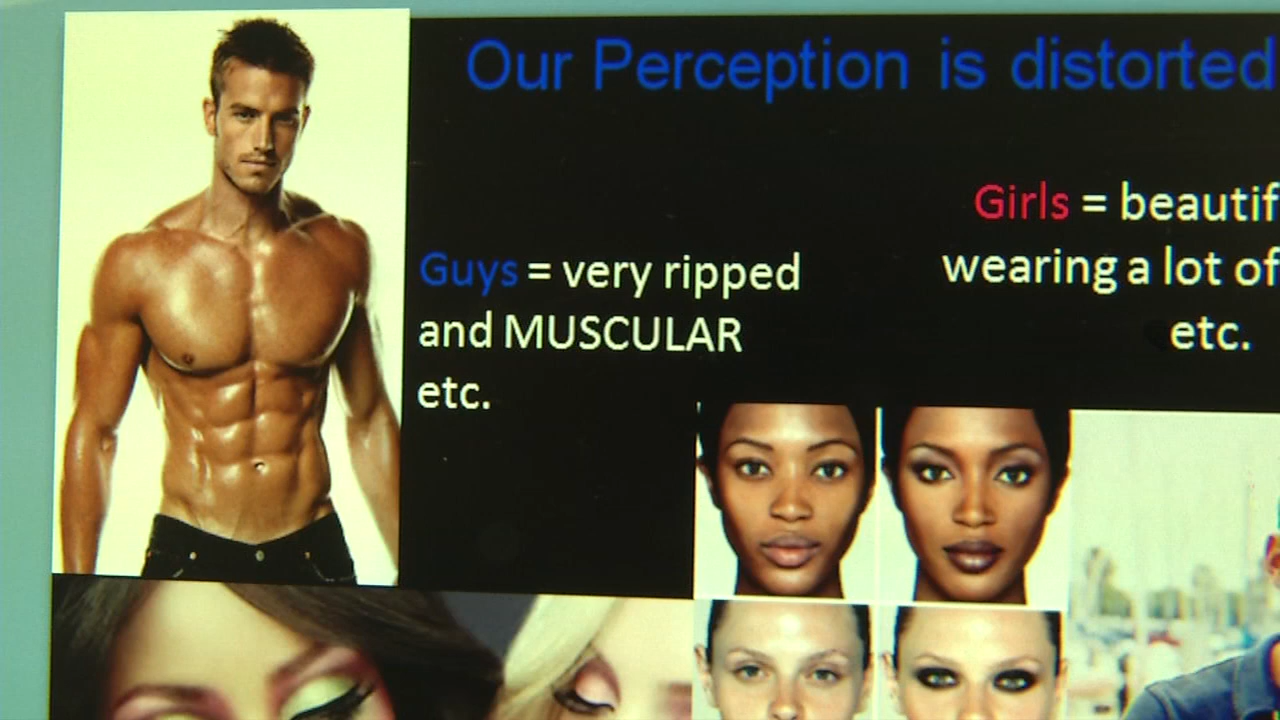 Our Perception is distorted
Guys = very ripped
and MUSCULAR
etc.
Girls = beautif
wearing a lot of
etc.